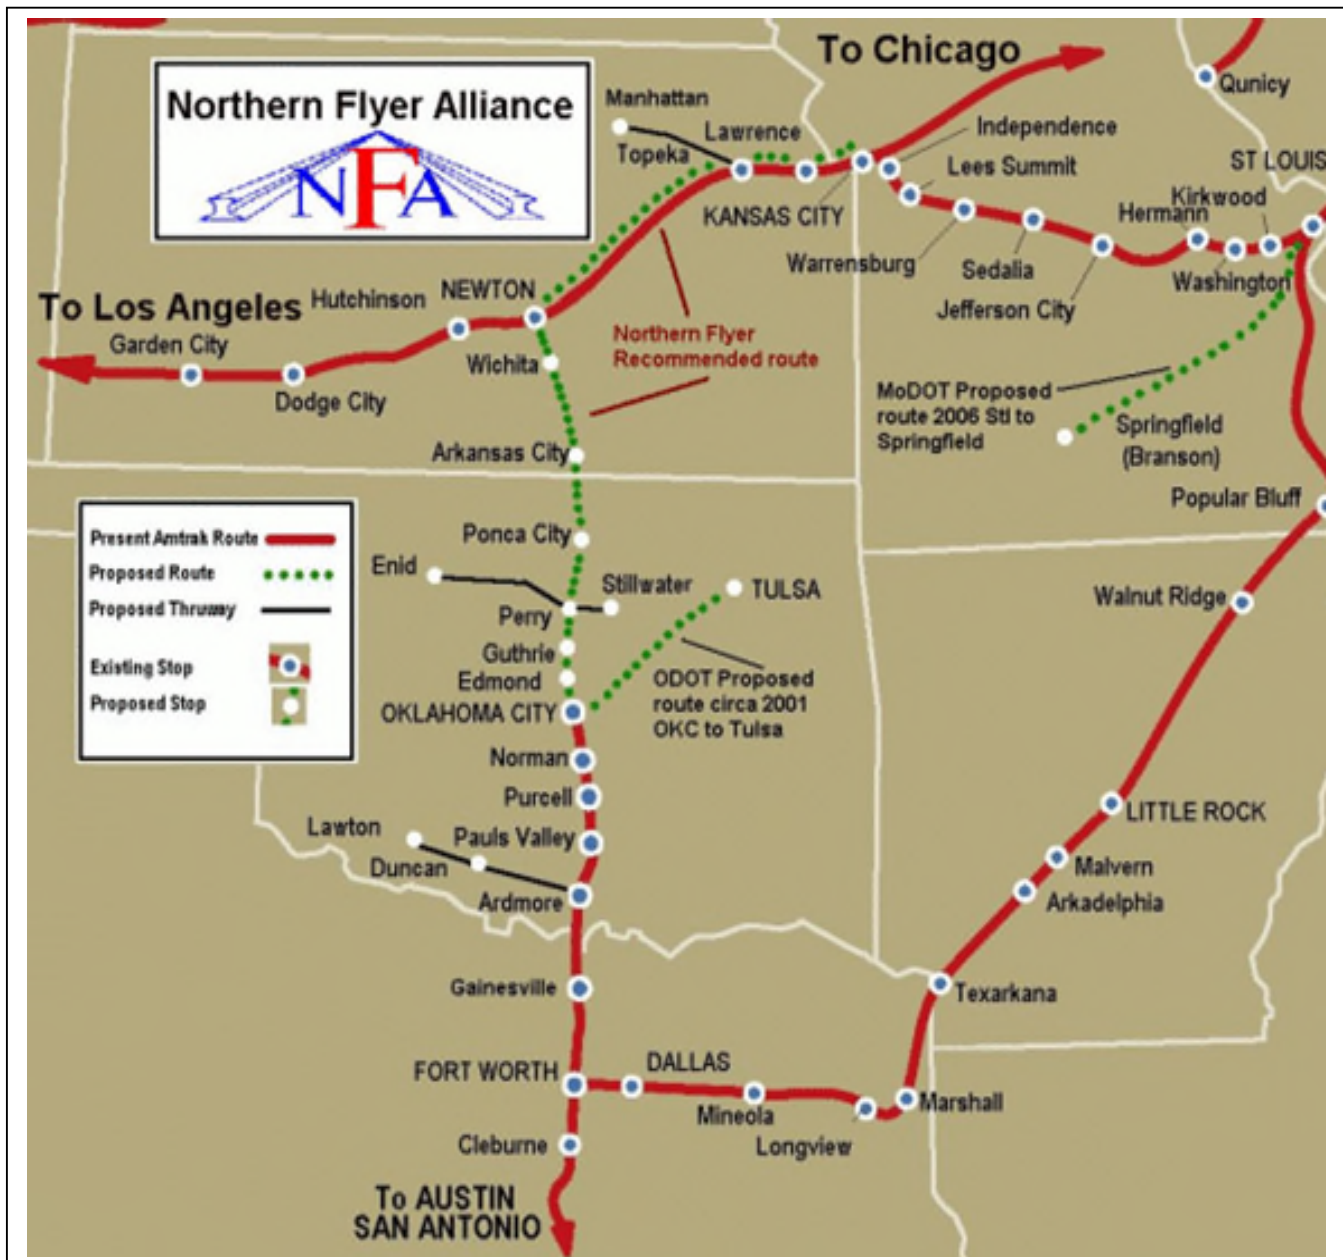 To Chicago
Qunicy
Northern Flyer Alliance
NFA
Manhattan
Lawrence
Topeka
Independence
Lees Summit
ST LOUIS
Kirkwood
Hermann
KANSAS CITY
Warrensburg
Sedalia
Washington
Jefferson City
To Los Angeles
Hutchinson
NEWTON
Garden City
Dodge City
Wichita
Northern Flyer
Recommended route
MoDOT Proposed
route 2006 Stl to
Springfield
Springfield
(Branson)
Arkansas City
Popular Bluff
Present Amtrak Route
Proposed Route
Proposed Thruway
Existing Stop
Proposed Stop
Ponca City
Enid
Stillwater
TULSA
Perry
Walnut Ridge
Guthrie
Edmond
ODOT Proposed
route circa 2001
OKC to Tulsa
OKLAHOMA CITY
Norman
Purcell
LITTLE ROCK
Lawton
Pauls Valley
Duncan
Malvern
Ardmore
Arkadelphia
Gainesville
Texarkana
FORT WORTH
DALLAS
Mineola
Marshall
Longview
Cleburne
To AUSTIN
SAN ANTONIO